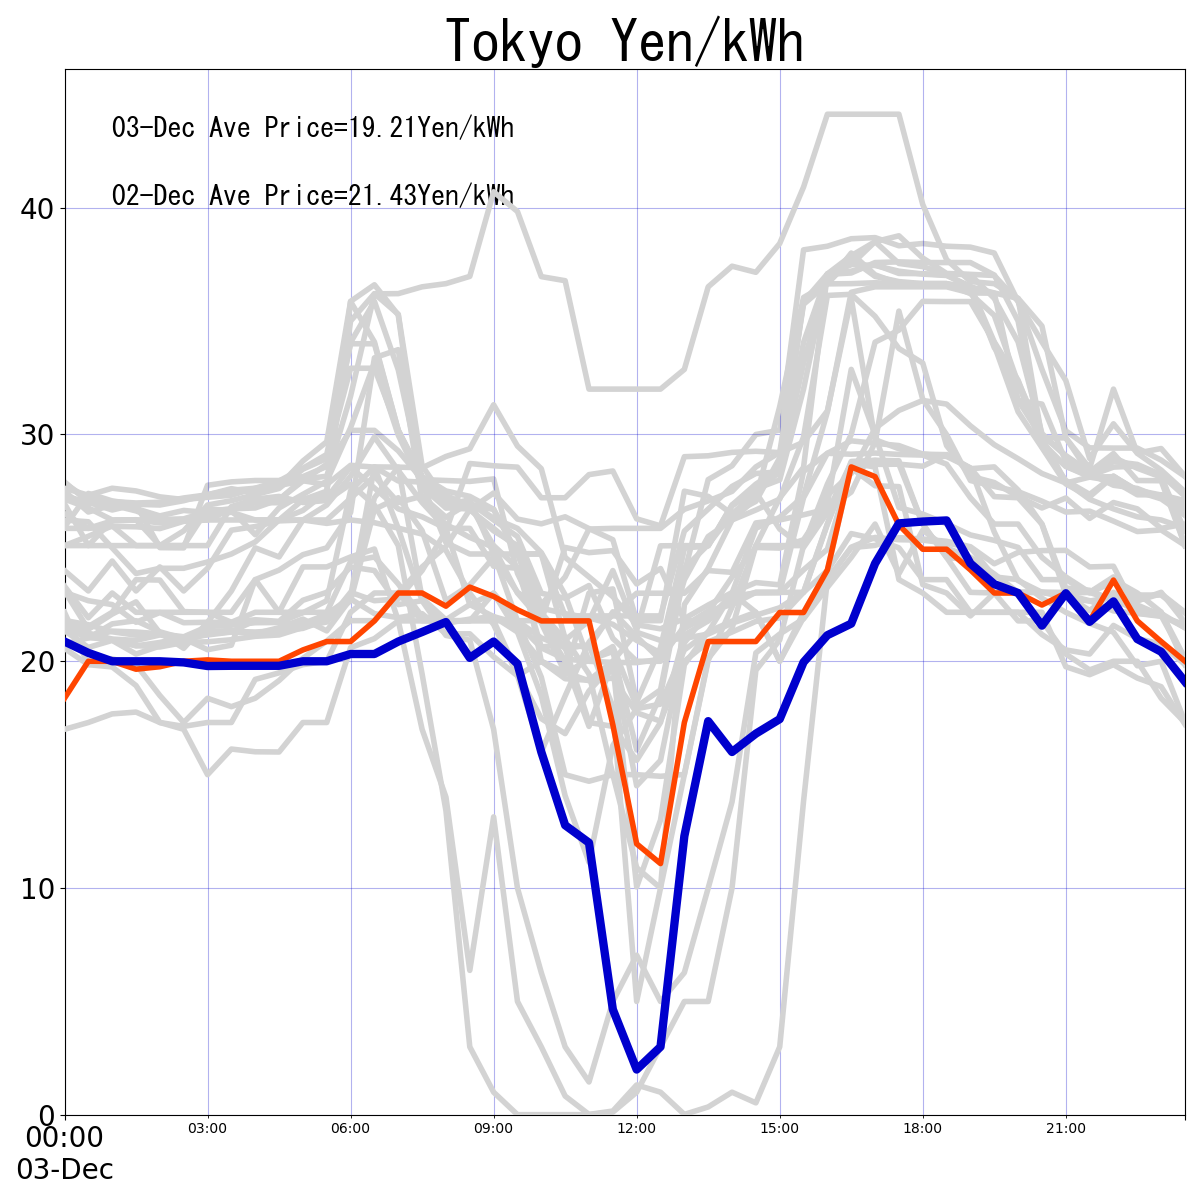 Tokyo Yen/kWh
03-Dec Ave Price=19.21Yen/kWh
02-Dec Ave Price=21.43Yen/kWh
40
30
20
10
0
00:00 03:00 06:00 09:00 12:00 15:00 18:00 21:00
03-Dec